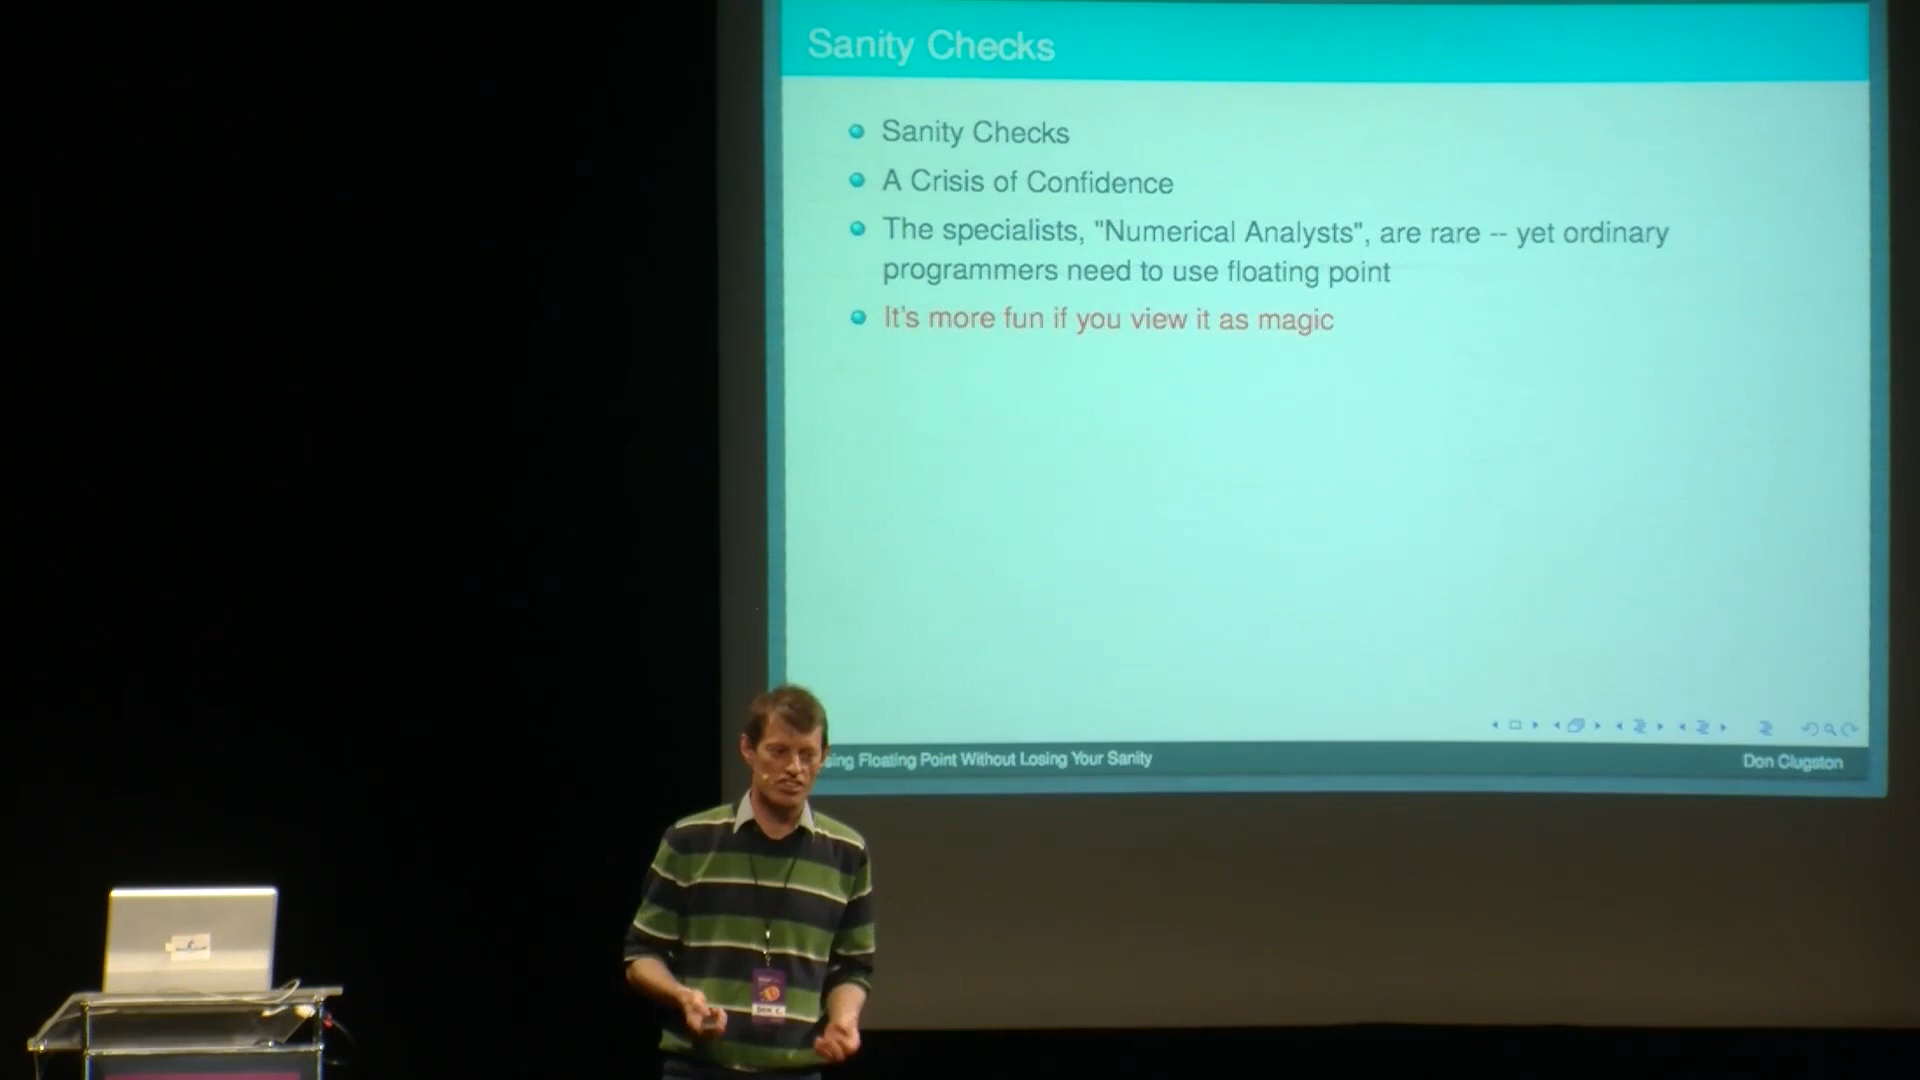 Sanity Checks
Sanity Checks
A Crisis of Confidence
The specialists, "Numerical Analysts", are rare -- yet ordinary
programmers need to use floating point
It's more fun if you view it as magic
sing Floating Point Without Losing Your Sanity
Don Clugston